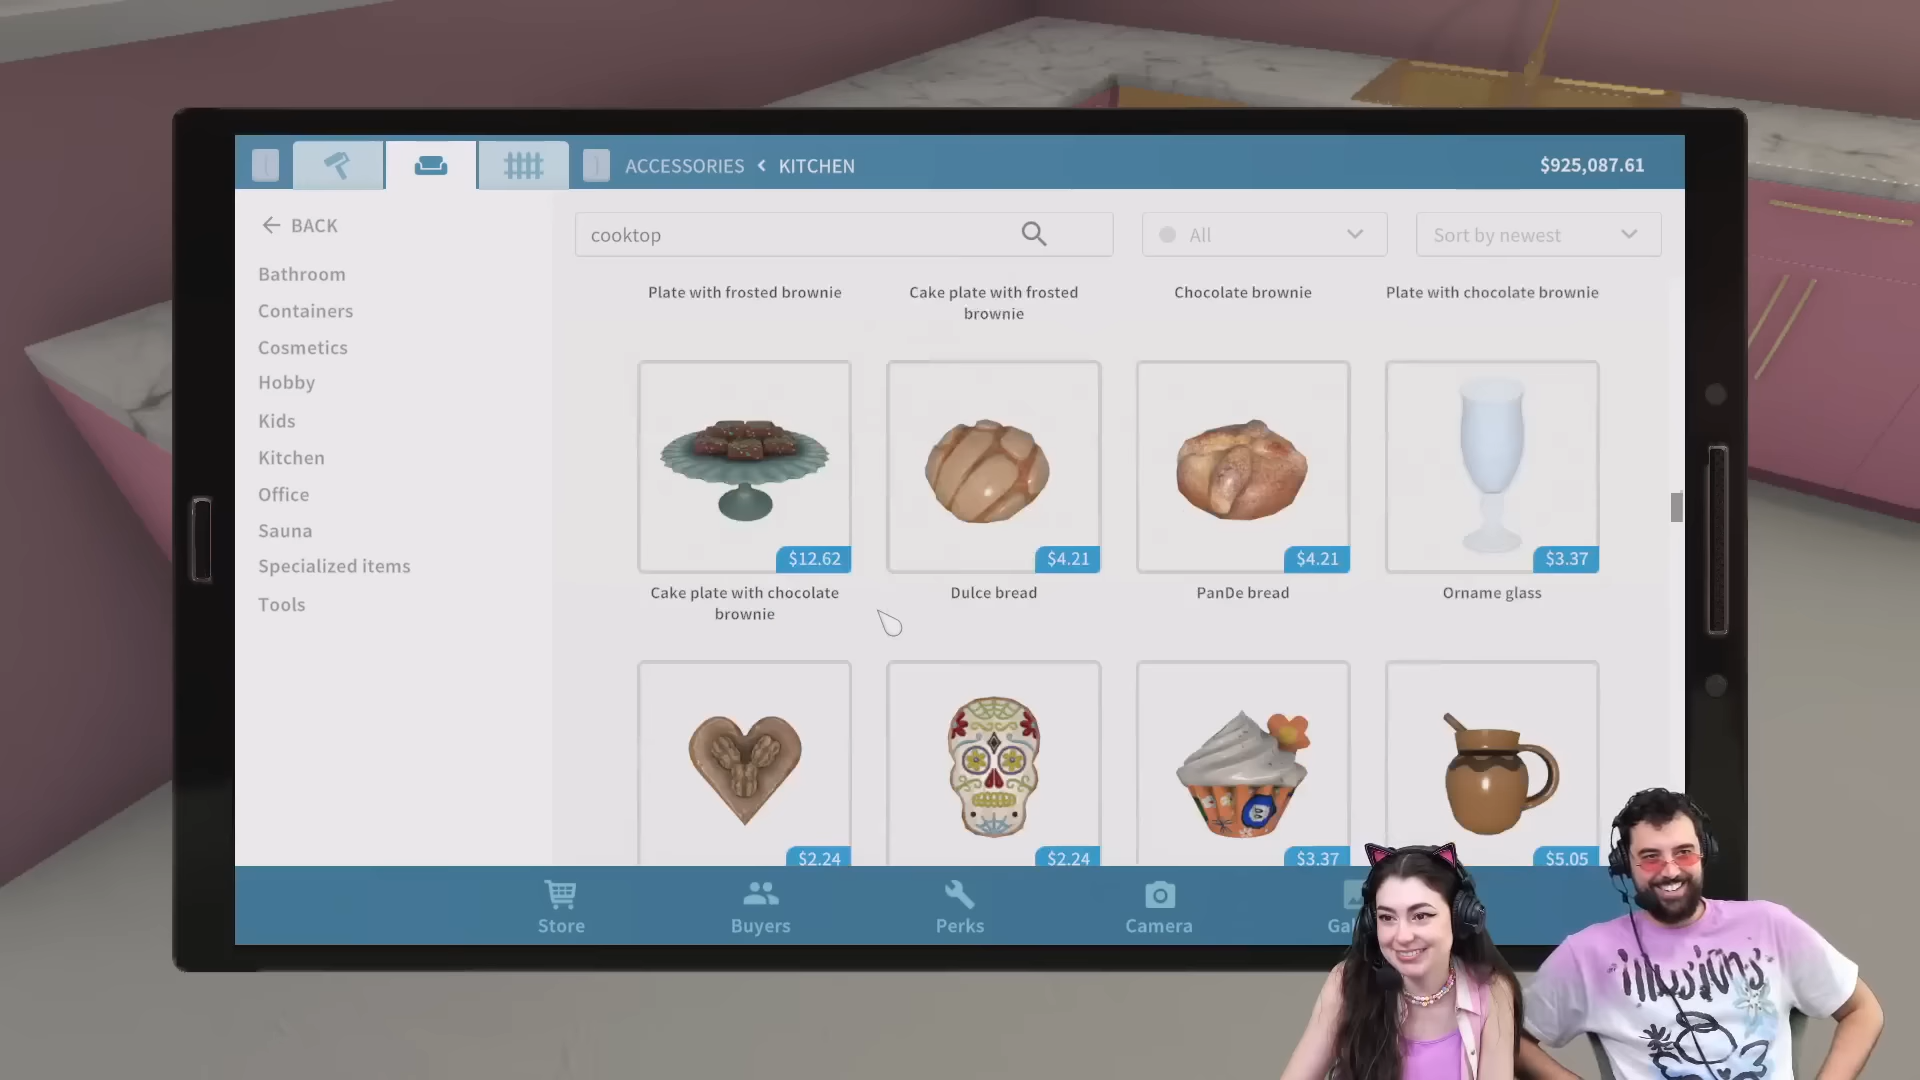 ACCESSORIES < KITCHEN
$925,087.61
BACK
cooktop
All
Sort by newest
Bathroom
Containers
Cosmetics
Hobby
Kids
Kitchen
Office
Sauna
Specialized items
Tools
Plate with frosted brownie
Cake plate with frosted
brownie
Chocolate brownie
Plate with chocolate brownie
$12.62
$4.21
$4.21
$3.37
Cake plate with chocolate
brownie
Dulce bread
PanDe bread
Orname glass
$2.24
$2.24
$3.37
$5.05
Store
Buyers
Perks
Camera
illusions